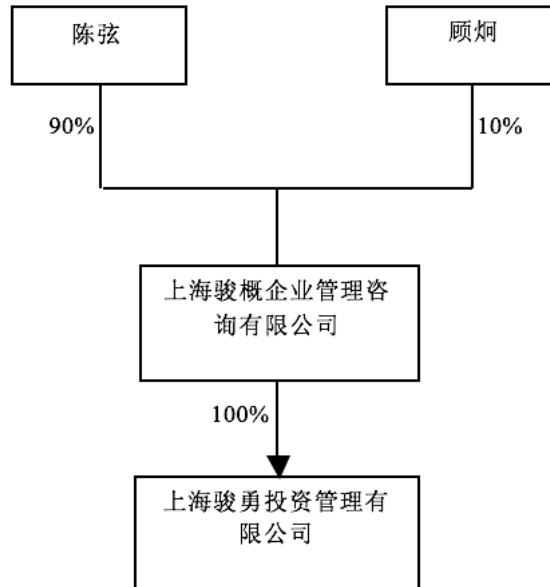 陈弦
顾炯
90%
10%
上海骏概企业管理咨
询有限公司
100%
上海骏勇投资管理有
限公司